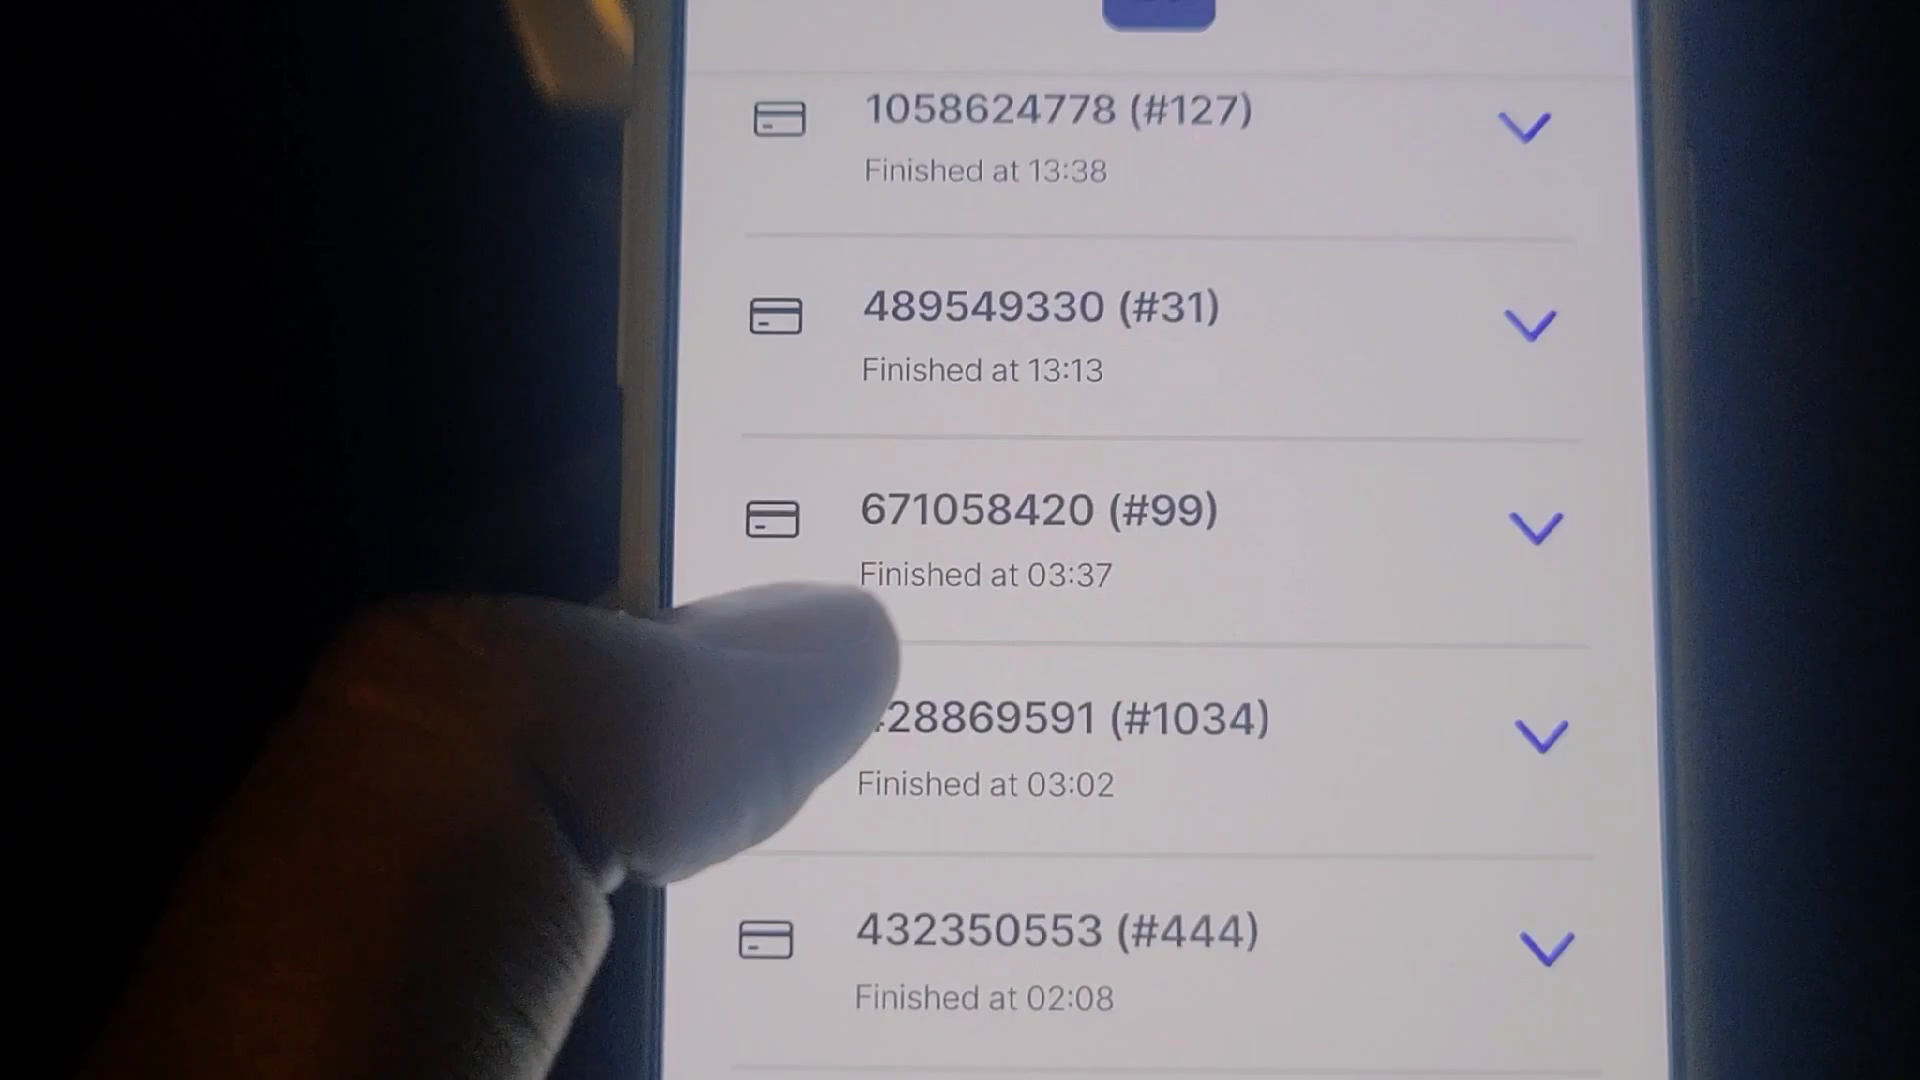 1058624778 (#127)
Finished at 13:38
489549330 (#31)
Finished at 13:13
671058420 (#99)
Finished at 03:37
(#1034)
Finished at 03:02
432350553 (#444)
Finished at 02:08